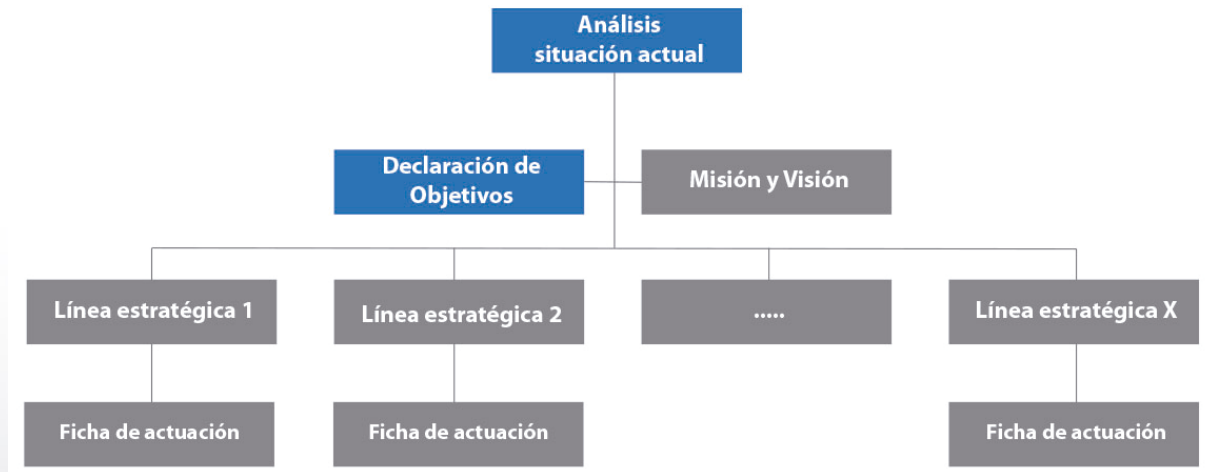 Análisis
situación actual
Declaración de
Objetivos
Misión y Visión
Línea estratégica 1
Línea estratégica 2
.....
Línea estratégica X
Ficha de actuación
Ficha de actuación
Ficha de actuación